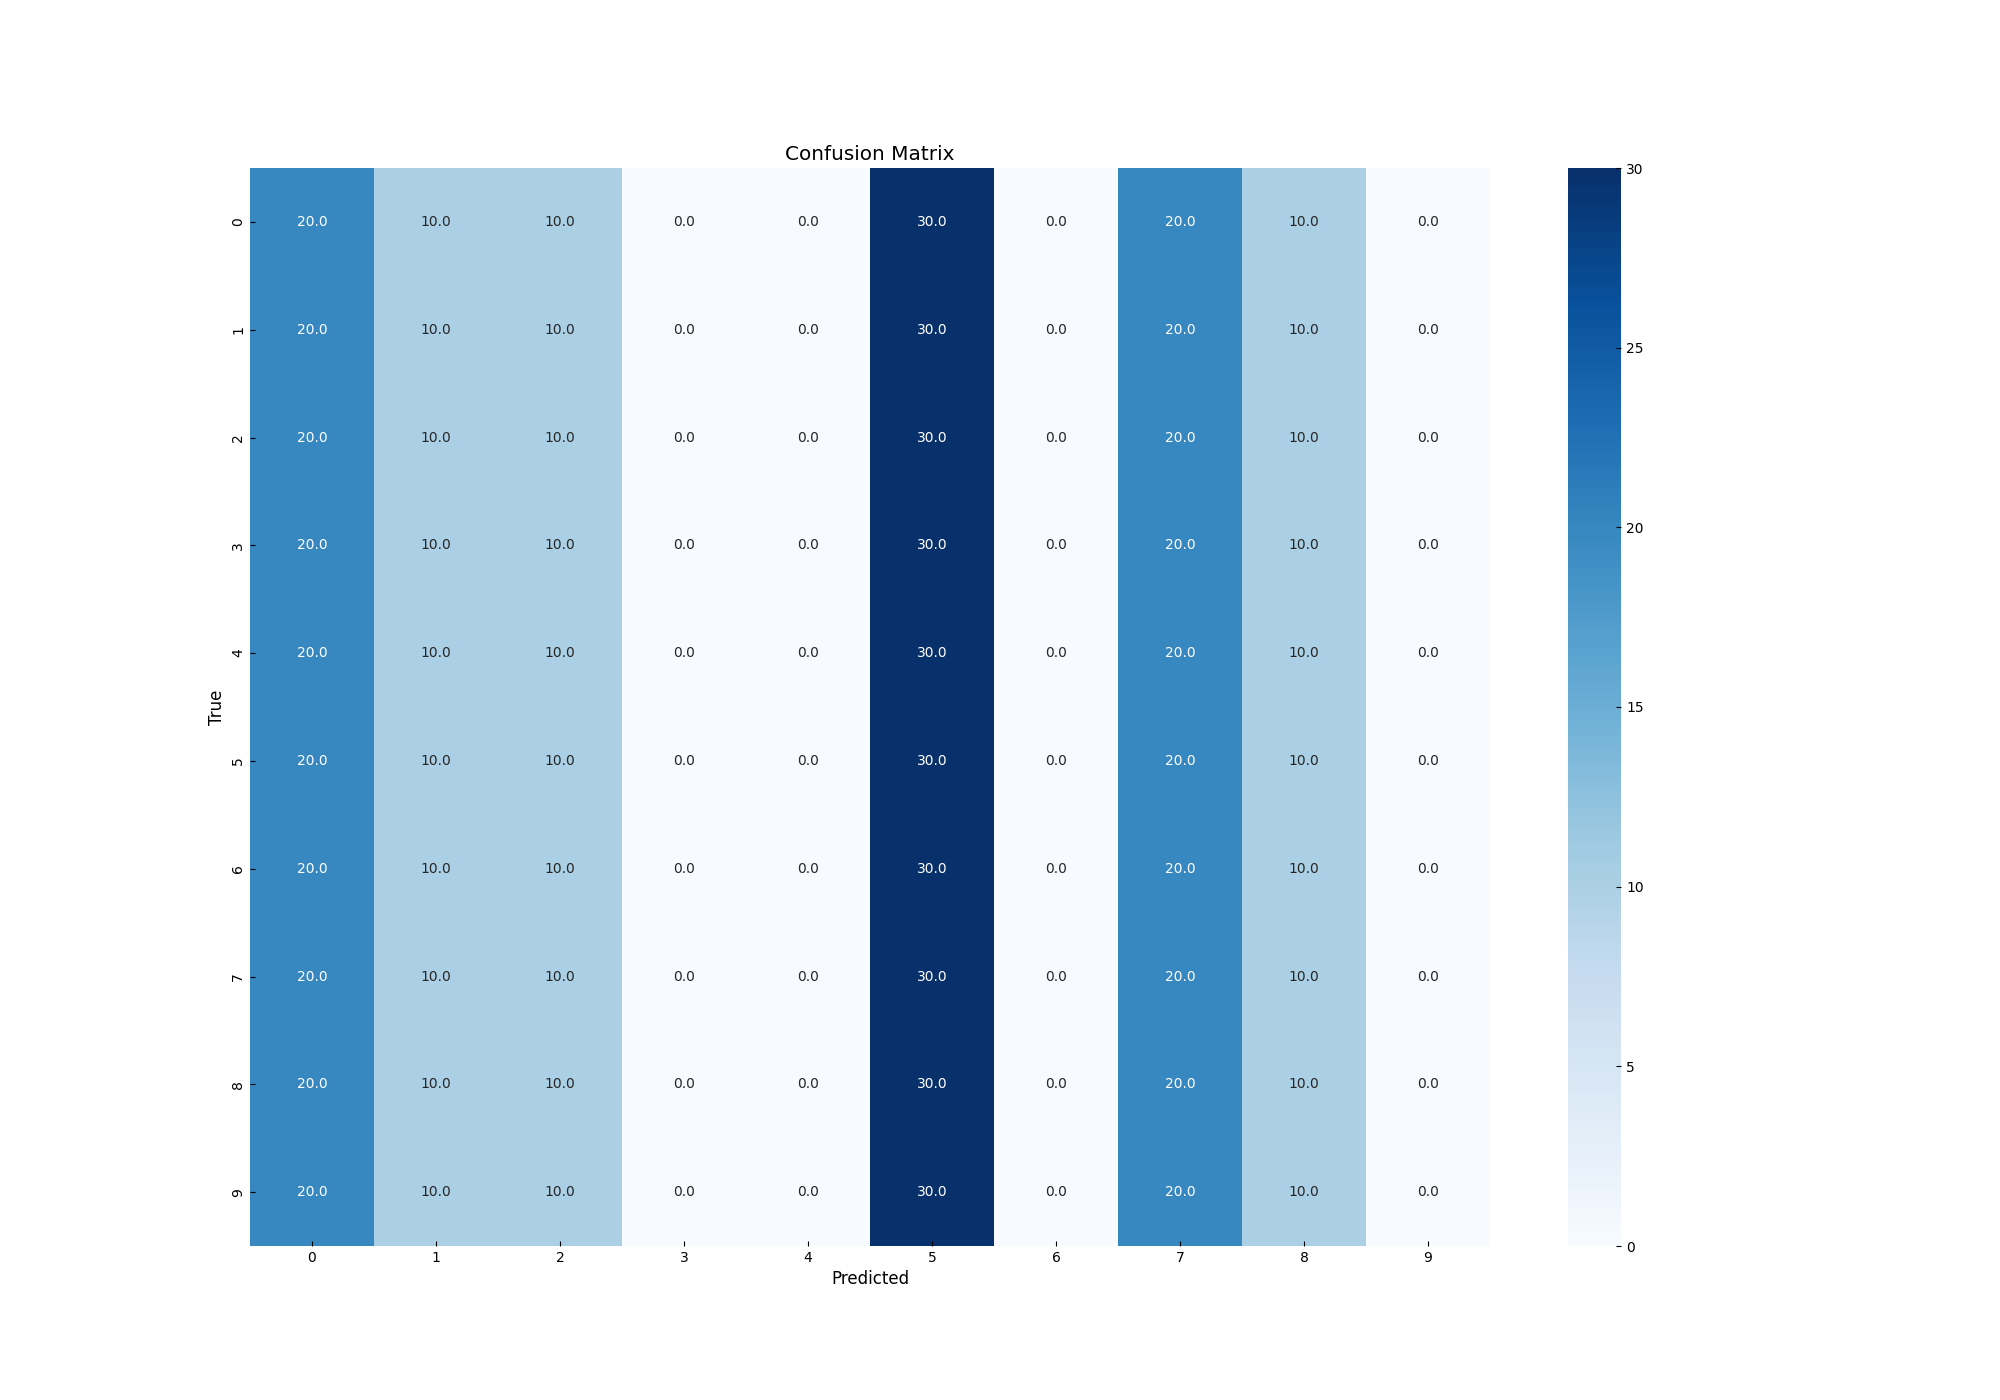 Confusion Matrix
0 20.0 10.0 10.0 0.0 0.0 30.0 0.0 20.0 10.0 0.0
1 20.0 10.0 10.0 0.0 0.0 30.0 0.0 20.0 10.0 0.0
2 20.0 10.0 10.0 0.0 0.0 30.0 0.0 20.0 10.0 0.0
3 20.0 10.0 10.0 0.0 0.0 30.0 0.0 20.0 10.0 0.0
4 20.0 10.0 10.0 0.0 0.0 30.0 0.0 20.0 10.0 0.0
True
5 20.0 10.0 10.0 0.0 0.0 30.0 0.0 20.0 10.0 0.0
6 20.0 10.0 10.0 0.0 0.0 30.0 0.0 20.0 10.0 0.0
7 20.0 10.0 10.0 0.0 0.0 30.0 0.0 20.0 10.0 0.0
8 20.0 10.0 10.0 0.0 0.0 30.0 0.0 20.0 10.0 0.0
9 20.0 10.0 10.0 0.0 0.0 30.0 0.0 20.0 10.0 0.0
0 1 2 3 4 5 6 7 8 9
Predicted
30
25
20
15
10
5
0